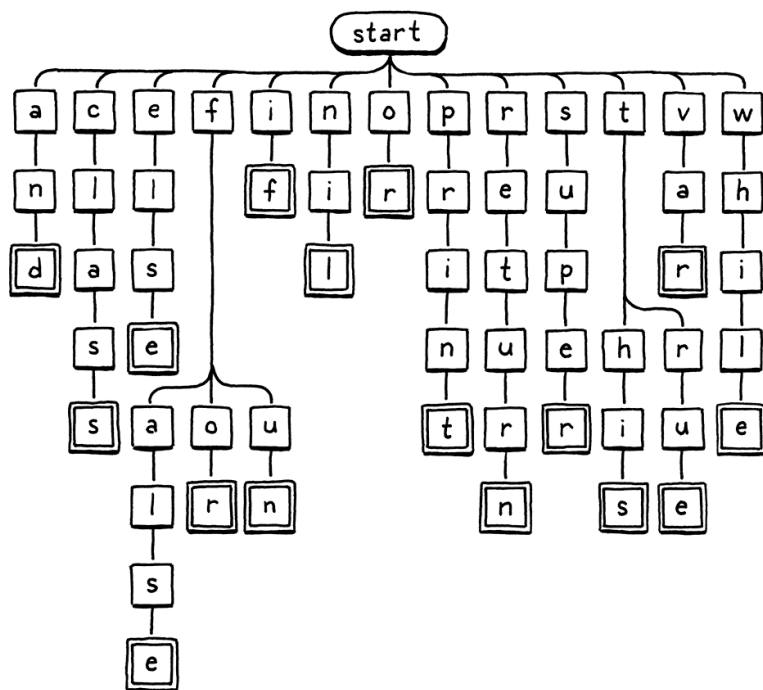 start
a c e f i n o p r s t v w
n l l f i r r e u a h
d a s l i t p r i
s e n u e h r l
s a o u t r r i u e
l r n n s e
s
e